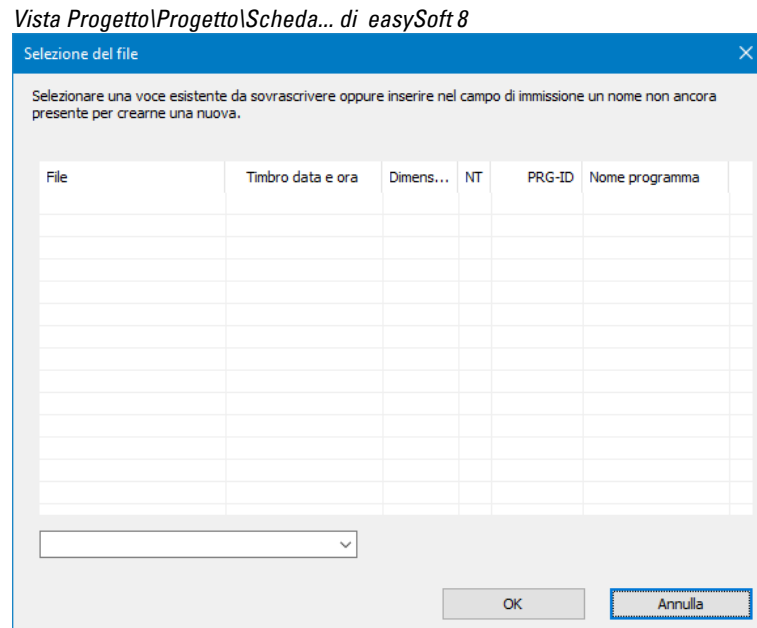 Vista Progetto\Progetto\Scheda... di easySoft 8
Selezione del file
Selezionare una voce esistente da sovrascrivere oppure inserire nel campo di immissione un nome non ancora
presente per crearne una nuova.
File Timbro data e ora Dimens... NT PRG-ID Nome programma
OK Annulla